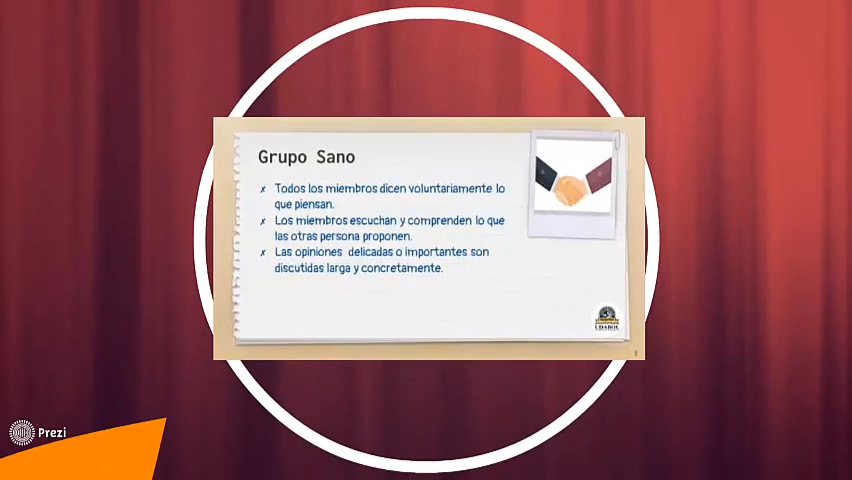 Grupo Sano
✗ Todos los miembros dicen voluntariamente lo
que piensan.
✗ Los miembros escuchan y comprenden lo que
las otras persona proponen.
✗ Las opiniones delicadas o importantes son
discutidas larga y concretamente.
UDABOL
Prezi